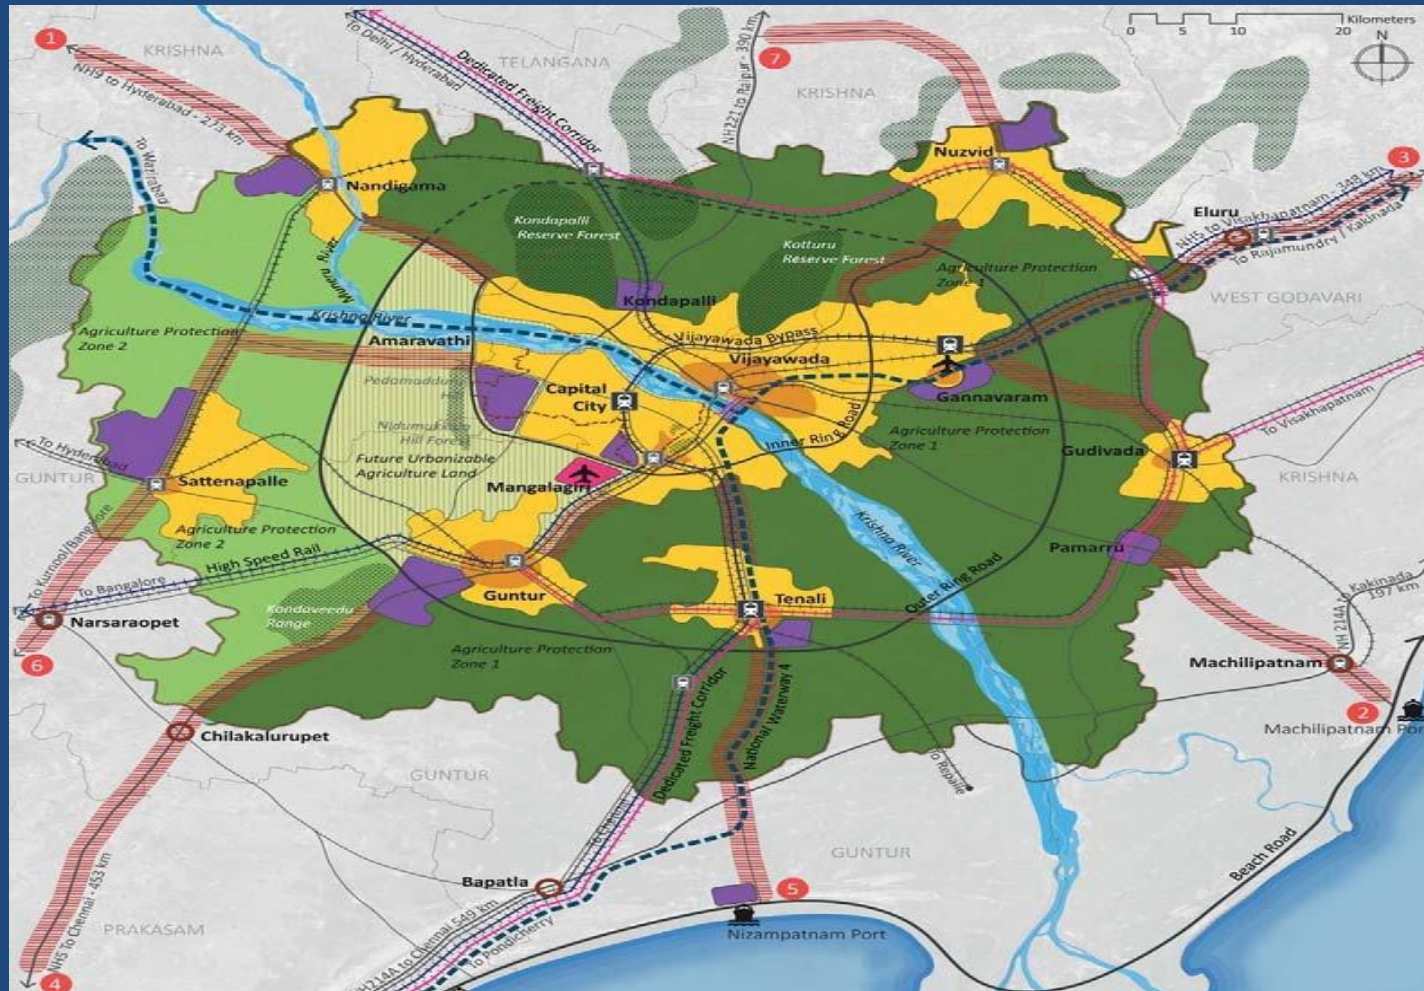 Kilometers
0 5 10 20
N
1
KRISHNA
NH9 to Hyderabad - 273 km
To Delhi / Hyderabad
Dedicated Freight Corridor
TELANGANA
NH221 to Raipur - 390 km
7
KRISHNA
Nuzvid
3
NH5 to Visakhapatnam - 348 km
Eluru
To Rajamundry / Kakinada
WEST GODAVARI
To Wazirabad
Nandigama
Muneru River
Kondapalli
Reserve Forest
Kotturu
Reserve Forest
Agriculture Protection
Zone 1
Kondapalli
Krishna River
Agriculture Protection
Zone 2
Amaravathi
Vijayawada Bypass
Vijayawada
Capital
City
Gannavaram
Inner Ring Road
Agriculture Protection
Zone 1
Future Urbanizable
Agriculture Land
Hill Forest
Mangalagiri
To Visakhapatnam
Gudivada
KRISHNA
To Hyderabad
GUNTUR
Sattenapalle
Agriculture Protection
Zone 2
High Speed Rail
To Kurnool/Bangalore
To Bangalore
Krishna River
Pamarru
Outer Ring Road
Kakinada
197 km
NH 214A to
Narsaraopet
6
Kondaveedu
Range
Guntur
Tenali
Agriculture Protection
Zone 1
Machilipatnam
2
Machilipatnam Por
Chilakalurupet
GUNTUR
Dedicated Freight Corridor
National Waterway 4
To Repalle
To Chennai
GUNTUR
Beach Road
Bapatla
5
Nizampatnam Port
PRAKASAM
NH5 To Chennai - 453 km
4
NH214A to Chennai 549 km
To Pondicherry